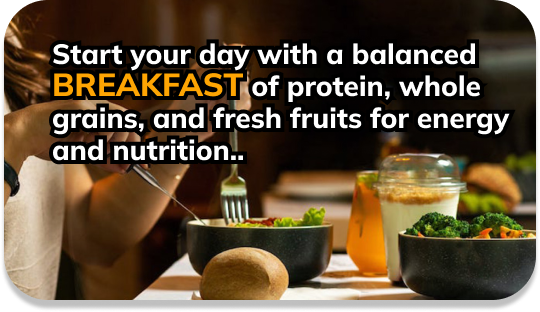 Start your day with a balanced
BREAKFAST of protein, whole
grains, and fresh fruits for energy
and nutrition..